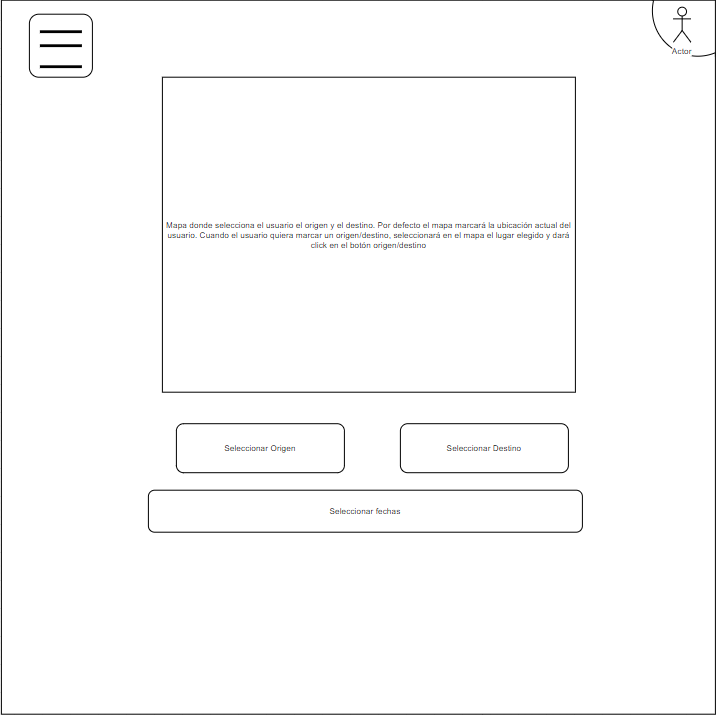 Actor
Mapa donde selecciona el usuario el origen y el destino. Por defecto el mapa marcará la ubicación actual del
usuario. Cuando el usuario quiera marcar un origen/destino, seleccionará en el mapa el lugar elegido y dará
click en el botón origen/destino
Seleccionar Origen
Seleccionar Destino
Seleccionar fechas